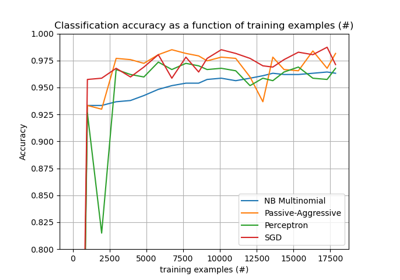 Classification accuracy as a function of training examples (#)
1.000
0.975
0.950
0.925
0.900
0.875
0.850
0.825
0.800
Accuracy
NB Multinomial
Passive-Aggressive
Perceptron
SGD
0 2500 5000 7500 10000 12500 15000 17500
training examples (#)